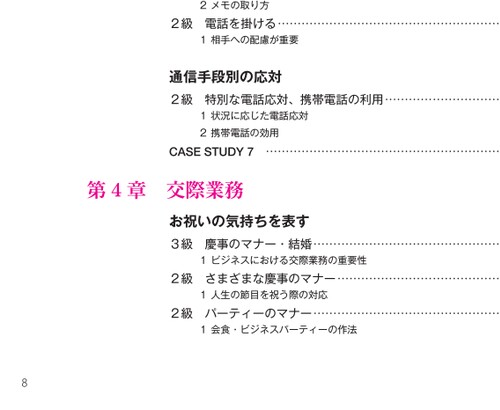 2 メモの取り方
2級 電話を掛ける……………………………………
1 相手への配慮が重要
通信手段別の応対
2級 特別な電話応対、携帯電話の利用……………………
1 状況に応じた電話応対
2 携帯電話の効用
CASE STUDY 7 ……………………………………
第4章 交際業務
お祝いの気持ちを表す
3級 慶事のマナー・結婚……………………………………
1 ビジネスにおける交際業務の重要性
2級 さまざまな慶事のマナー……………………………………
1 人生の節目を祝う際の対応
2級 パーティーのマナー……………………………………
1 会食・ビジネスパーティーの作法
8